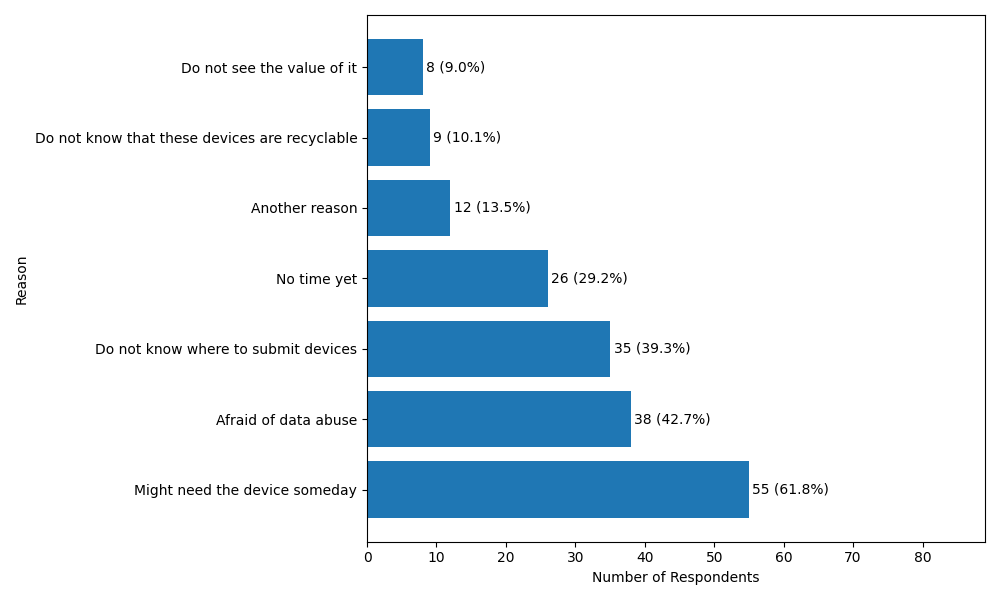 Do not see the value of it
8 (9.0%)
Do not know that these devices are recyclable
9 (10.1%)
Another reason
12 (13.5%)
No time yet
26 (29.2%)
Do not know where to submit devices
35 (39.3%)
Afraid of data abuse
38 (42.7%)
Might need the device someday
55 (61.8%)
Reason
0 10 20 30 40 50 60 70 80
Number of Respondents